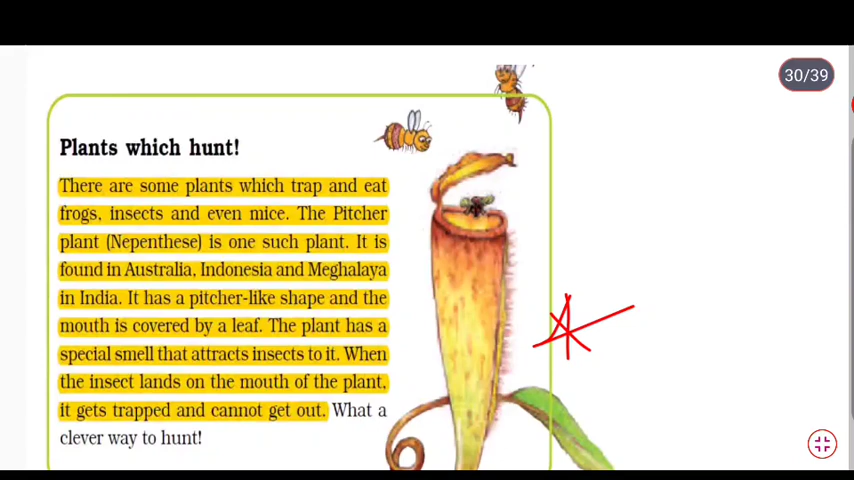 30/39
Plants which hunt!
There are some plants which trap and eat
frogs, insects and even mice. The Pitcher
plant (Nepenthese) is one such plant. It is
found in Australia, Indonesia and Meghalaya
in India. It has a pitcher-like shape and the
mouth is covered by a leaf. The plant has a
special smell that attracts insects to it. When
the insect lands on the mouth of the plant,
it gets trapped and cannot get out. What a
clever way to hunt!